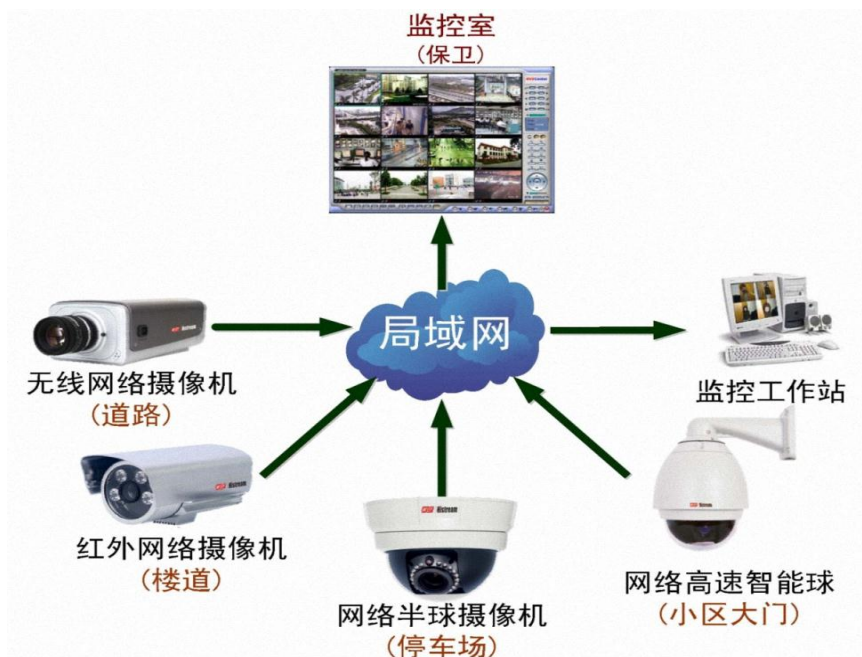 监控室
(保卫)
局域网
无线网络摄像机
(道路)
监控工作站
红外网络摄像机
(楼道)
网络半球摄像机
(停车场)
网络高速智能球
(小区大门)